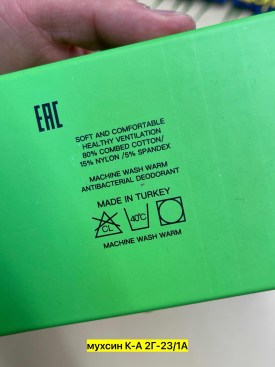 EAC
SOFT AND COMFORTABLE
HEALTHY VENTILATION
80% COMBED COTTON/
15% NYLON /5% SPANDEX
MACHINE WASH WARM
ANTIBACTERIAL DEODORANT
MADE IN TURKEY
CL 40°C
MACHINE WASH WARM
мухсин К-А 2Г-23/1А